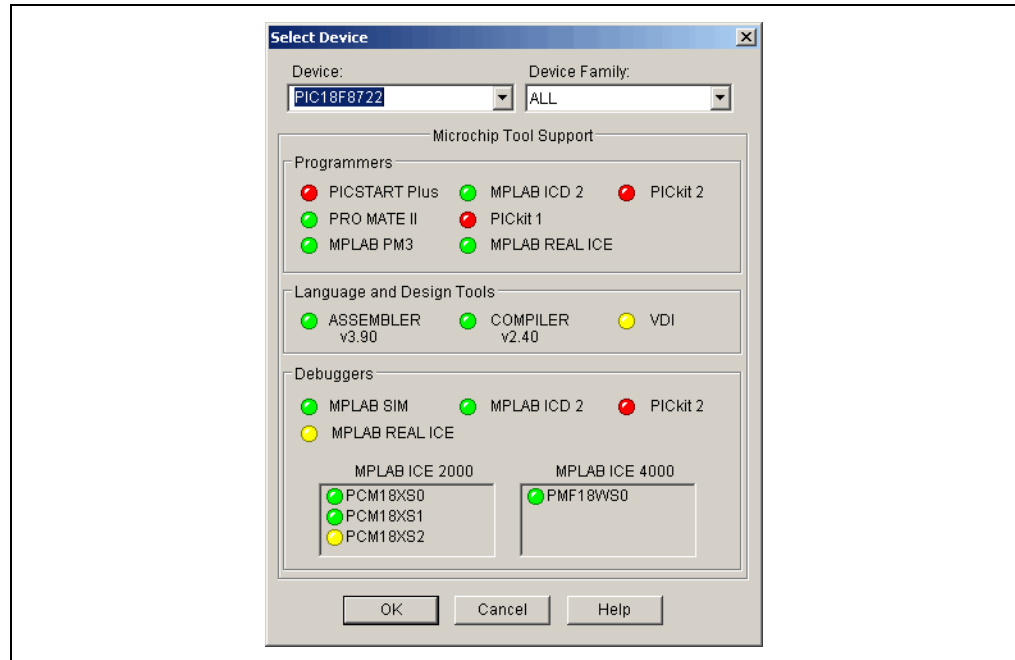 Select Device
Device: Device Family:
PIC18F8722 ALL
Microchip Tool Support
Programmers
PICSTART Plus MPLAB ICD 2 PICkit 2
PRO MATE II PICkit 1
MPLAB PM3 MPLAB REAL ICE
Language and Design Tools
ASSEMBLER COMPILER VDI
v3.90 v2.40
Debuggers
MPLAB SIM MPLAB ICD 2 PICkit 2
MPLAB REAL ICE
MPLAB ICE 2000 MPLAB ICE 4000
PCM18XS0 PMF18WS0
PCM18XS1
PCM18XS2
OK Cancel Help